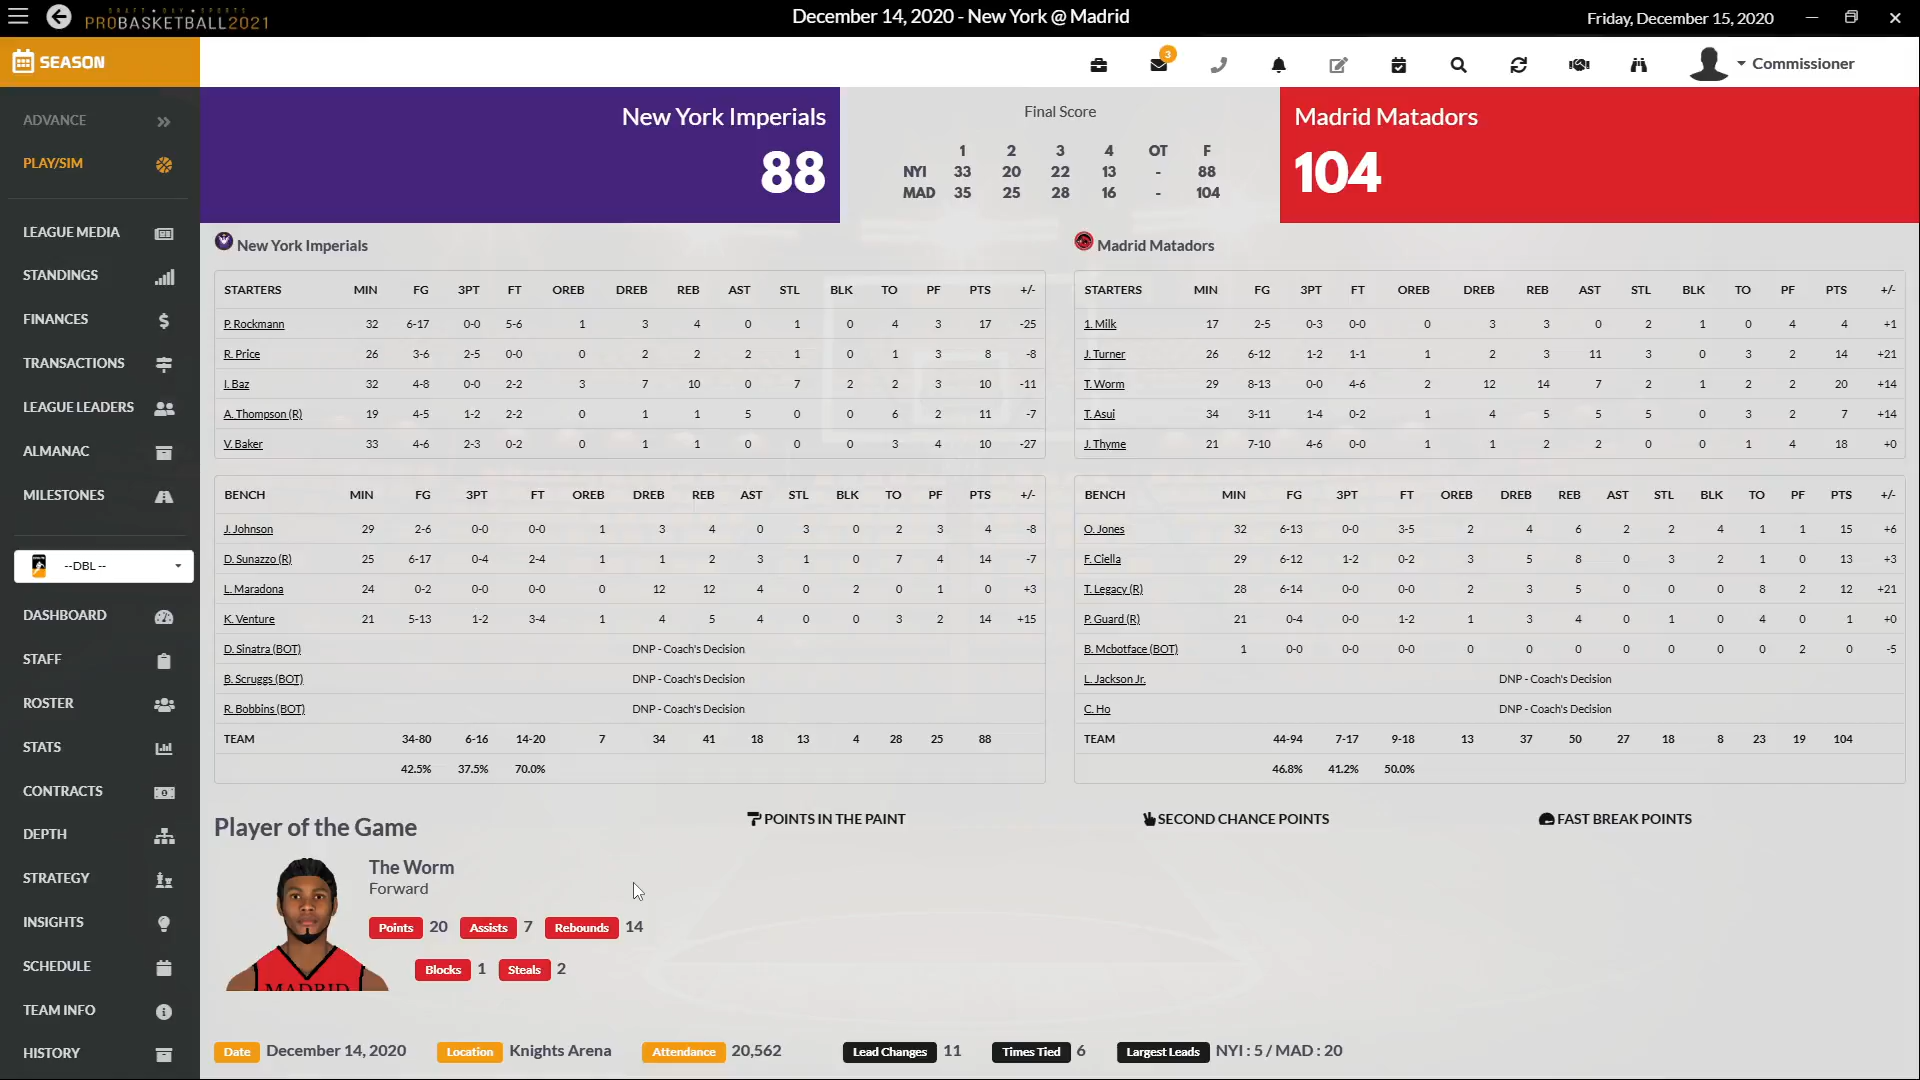 DRAFT DAY SPORTS
PROBASKETBALL2021
December 14, 2020 - New York @ Madrid
Friday, December 15, 2020
SEASON
3
Commissioner
ADVANCE
PLAY/SIM
LEAGUE MEDIA
STANDINGS
FINANCES
TRANSACTIONS
LEAGUE LEADERS
ALMANAC
MILESTONES
--DBL--
DASHBOARD
STAFF
ROSTER
STATS
CONTRACTS
DEPTH
STRATEGY
INSIGHTS
SCHEDULE
TEAM INFO
HISTORY
New York Imperials
88
Final Score
1 2 3 4 OT F
NYI 33 20 22 13 - 88
MAD 35 25 28 16 - 104
Madrid Matadors
104
New York Imperials
STARTERS MIN FG 3PT FT OREB DREB REB AST STL BLK TO PF PTS +/-
P. Rockmann 32 6-17 0-0 5-6 1 3 4 0 1 0 4 3 17 -25
R. Price 26 3-6 2-5 0-0 0 2 2 2 1 0 1 3 8 -8
I. Baz 32 4-8 0-0 2-2 3 7 10 0 7 2 2 3 10 -11
A. Thompson (R) 19 4-5 1-2 2-2 0 1 1 5 0 0 6 2 11 -7
V. Baker 33 4-6 2-3 0-2 0 1 1 0 0 0 3 4 10 -27
BENCH MIN FG 3PT FT OREB DREB REB AST STL BLK TO PF PTS +/-
J. Johnson 29 2-6 0-0 0-0 1 3 4 0 3 0 2 3 4 -8
D. Sunazzo (R) 25 6-17 0-4 2-4 1 1 2 3 1 0 7 4 14 -7
L. Maradona 24 0-2 0-0 0-0 0 12 12 4 0 2 0 1 0 +3
K. Venture 21 5-13 1-2 3-4 1 4 5 4 0 0 3 2 14 +15
D. Sinatra (BOT) DNP - Coach's Decision
B. Scruggs (BOT) DNP - Coach's Decision
R. Bobbins (BOT) DNP - Coach's Decision
TEAM 34-80 6-16 14-20 7 34 41 18 13 4 28 25 88
42.5% 37.5% 70.0%
Madrid Matadors
STARTERS MIN FG 3PT FT OREB DREB REB AST STL BLK TO PF PTS +/-
1. Milk 17 2-5 0-3 0-0 0 3 3 0 2 1 0 4 4 +1
J. Turner 26 6-12 1-2 1-1 1 2 3 11 3 0 3 2 14 +21
T. Worm 29 8-13 0-0 4-6 2 12 14 7 2 1 2 2 20 +14
T. Asui 34 3-11 1-4 0-2 1 4 5 5 5 0 3 2 7 +14
J. Thyme 21 7-10 4-6 0-0 1 1 2 2 0 0 1 4 18 +0
BENCH MIN FG 3PT FT OREB DREB REB AST STL BLK TO PF PTS +/-
O. Jones 32 6-13 0-0 3-5 2 4 6 2 2 4 1 1 15 +6
F. Ciella 29 6-12 1-2 0-2 3 5 8 0 3 2 1 0 13 +3
T. Legacy (R) 28 6-14 0-0 0-0 2 3 5 0 0 0 8 2 12 +21
P. Guard (R) 21 0-4 0-0 1-2 1 3 4 0 1 0 4 0 1 +0
B. Mcbotface (BOT) 1 0-0 0-0 0-0 0 0 0 0 0 0 0 2 0 -5
L. Jackson Jr. DNP - Coach's Decision
C. Ho DNP - Coach's Decision
TEAM 44-94 7-17 9-18 13 37 50 27 18 8 23 19 104
46.8% 41.2% 50.0%
Player of the Game
The Worm
Forward
Points 20 Assists 7 Rebounds 14
Blocks 1 Steals 2
MADRID
POINTS IN THE PAINT
SECOND CHANCE POINTS
FAST BREAK POINTS
Date December 14, 2020 Location Knights Arena Attendance 20,562 Lead Changes 11 Times Tied 6 Largest Leads NYI : 5 / MAD : 20